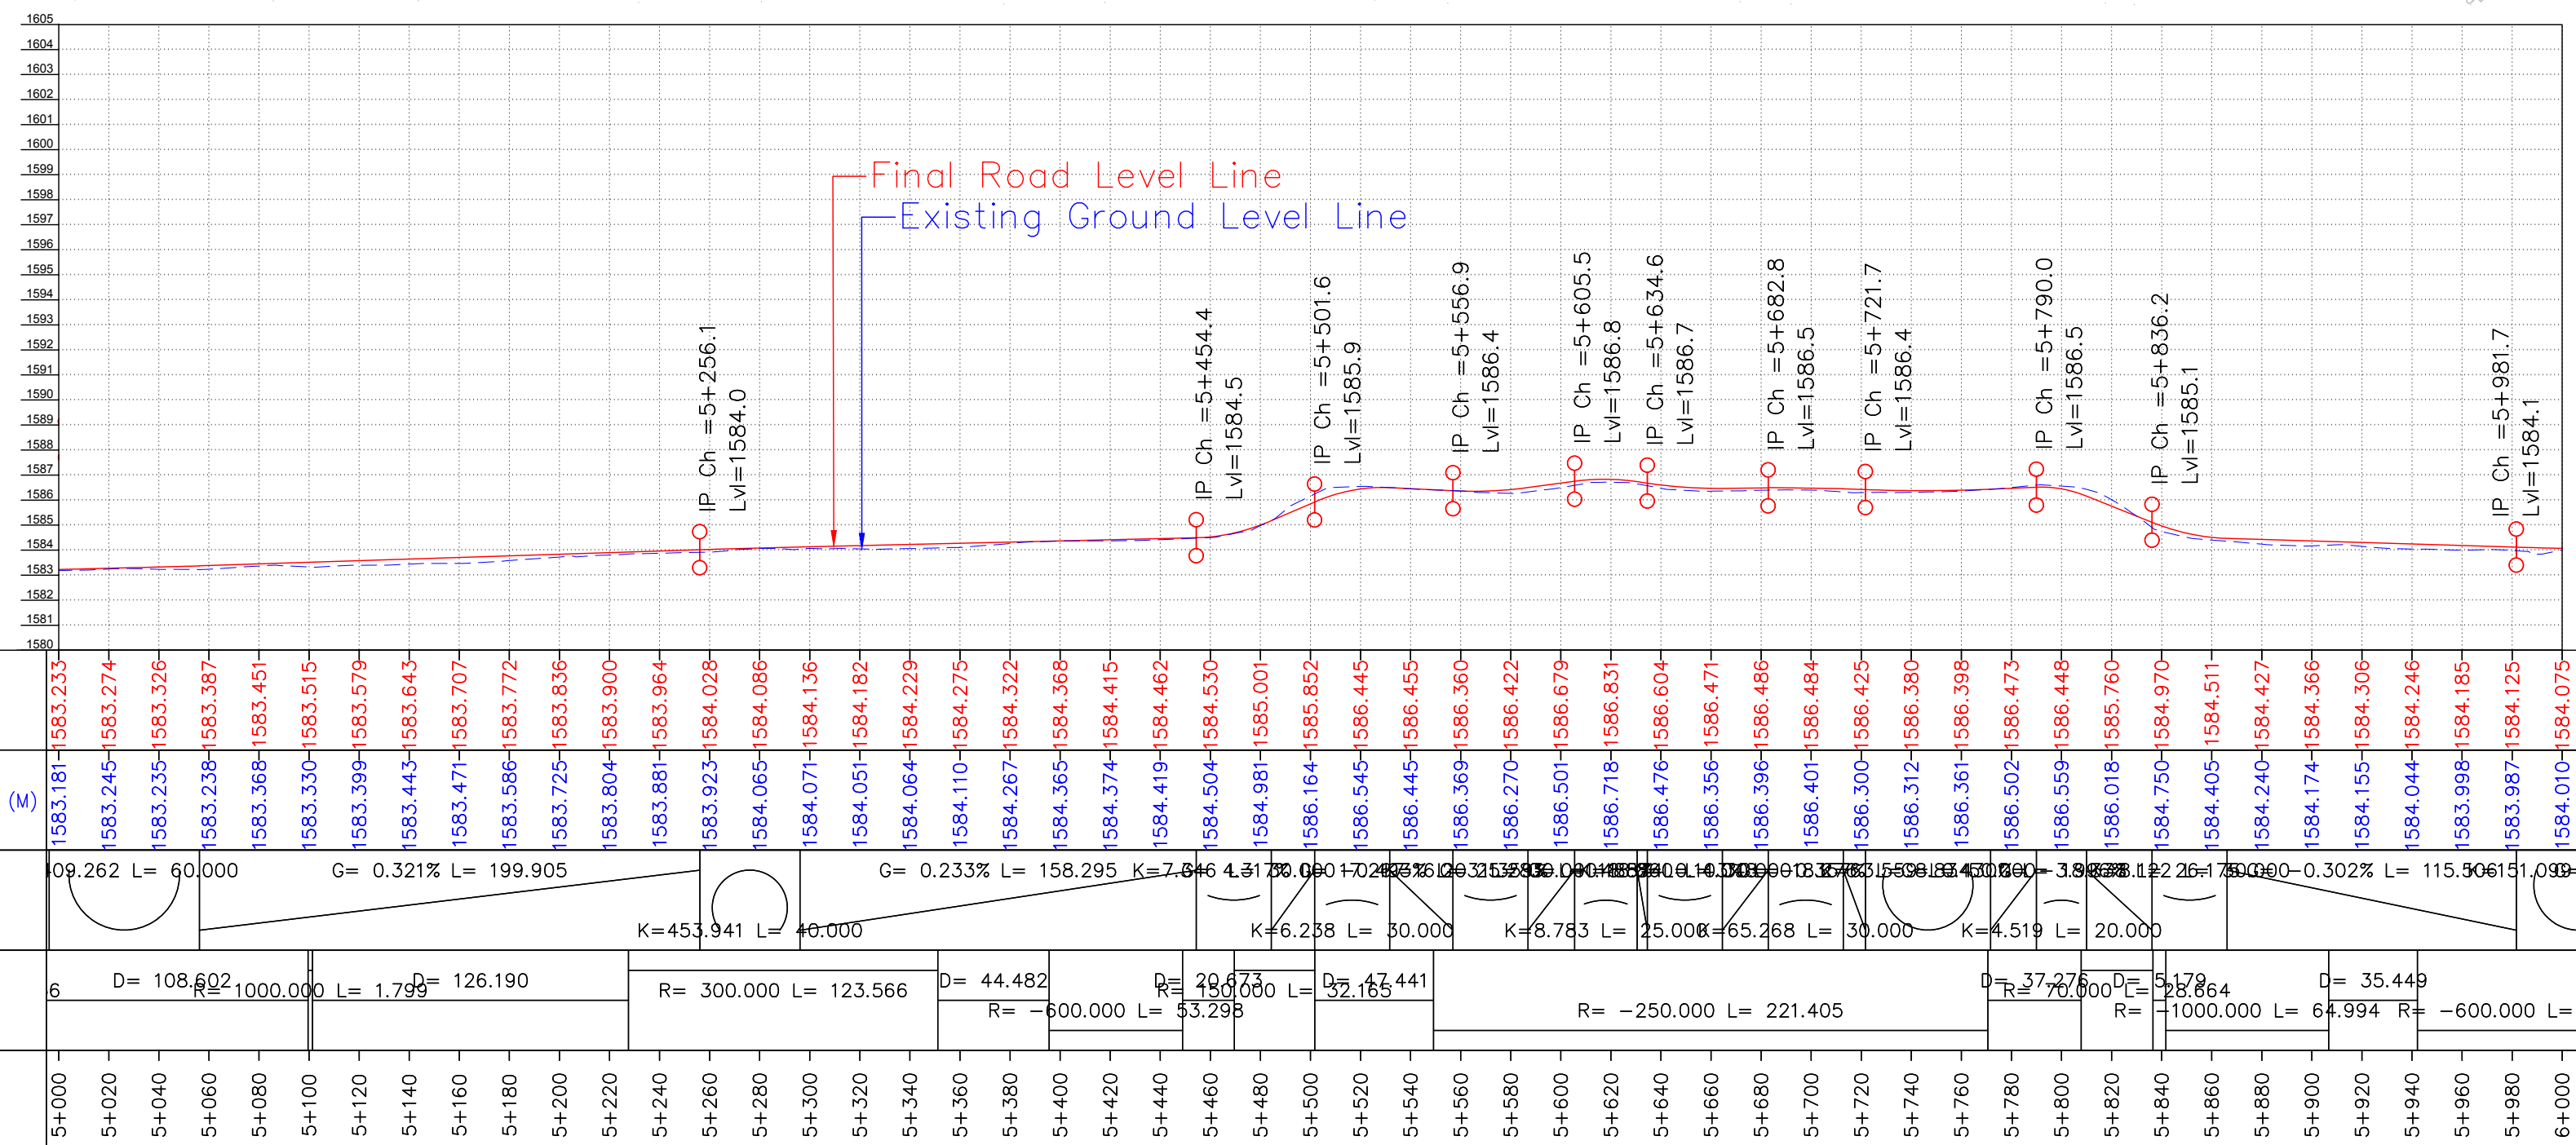 1605
1604
1603
1602
1601
1600
1599
1598
1597
1596
1595
1594
1593
1592
1591
1590
1589
1588
1587
1586
1585
1584
1583
1582
1581
1580
Final Road Level Line
Existing Ground Level Line
IP Ch =5+256.1
Lvl=1584.0
IP Ch =5+454.4
Lvl=1584.5
IP Ch =5+501.6
Lvl=1585.9
IP Ch =5+556.9
Lvl=1586.4
IP Ch =5+605.5
Lvl=1586.8
IP Ch =5+634.6
Lvl=1586.7
IP Ch =5+682.8
Lvl=1586.5
IP Ch =5+721.7
Lvl=1586.4
IP Ch =5+790.0
Lvl=1586.5
IP Ch =5+836.2
Lvl=1585.1
IP Ch =5+981.7
Lvl=1584.1
1583.233 1583.274 1583.326 1583.387 1583.451 1583.515 1583.579 1583.643 1583.707 1583.772 1583.836 1583.900 1583.964 1584.028 1584.086 1584.136 1584.182 1584.229 1584.275 1584.322 1584.368 1584.415 1584.462 1584.530 1585.001 1585.852 1586.445 1586.455 1586.360 1586.422 1586.679 1586.831 1586.604 1586.471 1586.486 1586.484 1586.425 1586.380 1586.398 1586.473 1586.448 1585.760 1584.970 1584.511 1584.427 1584.366 1584.306 1584.246 1584.185 1584.125 1584.075
(M)
1583.181 1583.245 1583.235 1583.238 1583.368 1583.330 1583.399 1583.443 1583.471 1583.586 1583.725 1583.804 1583.881 1583.923 1584.065 1584.071 1584.051 1584.064 1584.110 1584.267 1584.365 1584.374 1584.419 1584.504 1584.981 1586.164 1586.545 1586.445 1586.369 1586.270 1586.501 1586.718 1586.476 1586.356 1586.396 1586.401 1586.300 1586.312 1586.361 1586.502 1586.559 1586.018 1584.750 1584.405 1584.240 1584.174 1584.155 1584.044 1583.998 1583.987 1584.010
409.262 L= 60.000 G= 0.321% L= 199.905 G= 0.233% L= 158.295 -0.302% L= 115.506 K=151.099
K=453.941 L= 40.000 K=6.238 L= 30.000 K=8.783 L= 25.000 K=65.268 L= 30.000 K=4.519 L= 20.000
D= 108.602 D= 126.190 D= 44.482 D= 20.673 D= 47.441 D= 37.276 D= 5.179 D= 35.449
R= 1000.000 L= 1.799 R= 300.000 L= 123.566 R= 150.000 L= 32.165 R= 70.000 L= 28.664
R= -600.000 L= 53.298 R= -250.000 L= 221.405 R= -1000.000 L= 64.994 R= -600.000 L=
5+000 5+020 5+040 5+060 5+080 5+100 5+120 5+140 5+160 5+180 5+200 5+220 5+240 5+260 5+280 5+300 5+320 5+340 5+360 5+380 5+400 5+420 5+440 5+460 5+480 5+500 5+520 5+540 5+560 5+580 5+600 5+620 5+640 5+660 5+680 5+700 5+720 5+740 5+760 5+780 5+800 5+820 5+840 5+860 5+880 5+900 5+920 5+940 5+960 5+980 6+000